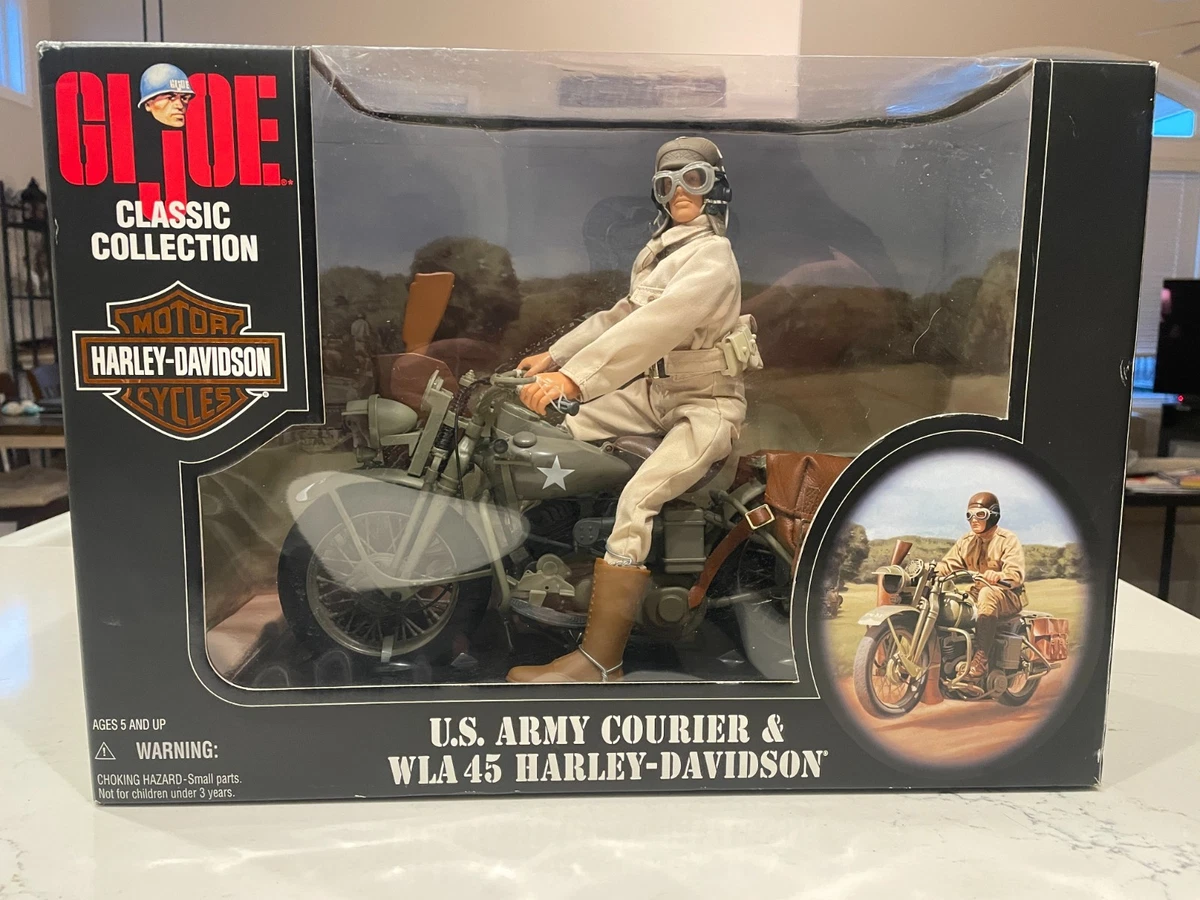 GI JOE®*
CLASSIC
COLLECTION
MOTOR
HARLEY-DAVIDSON
CYCLES®
AGES 5 AND UP
⚠ WARNING:
CHOKING HAZARD-Small parts.
Not for children under 3 years.
U.S. ARMY COURIER &
WLA 45 HARLEY-DAVIDSON®